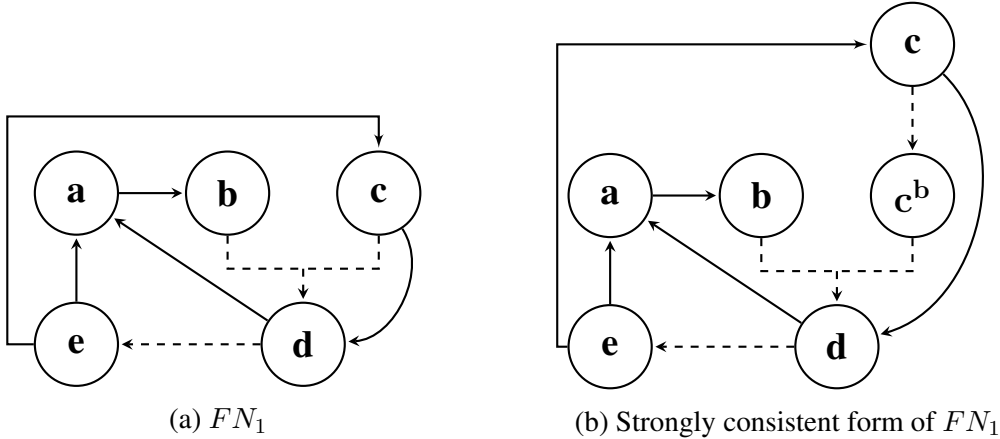 c
a b c
a b c^b
e d
e d
(a) FN_1
(b) Strongly consistent form of FN_1